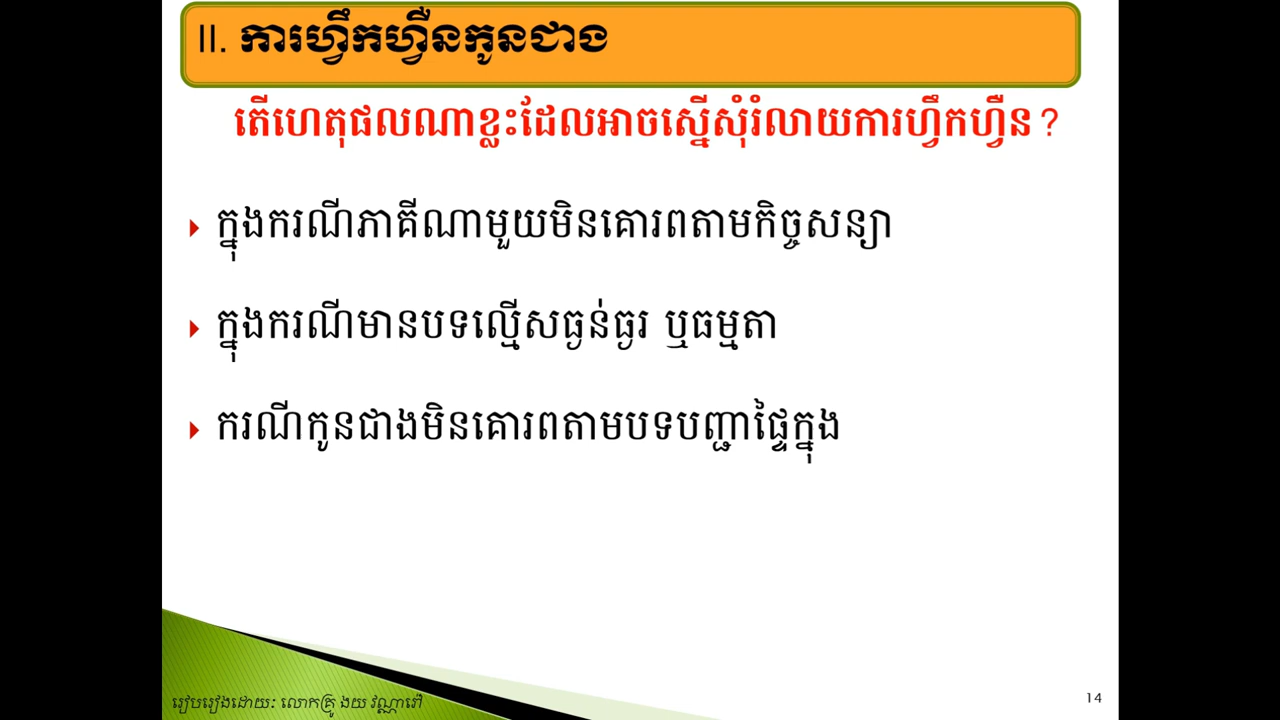 II. ការហ្វឹកហ្វឺនកូនជាង
តើហេតុផលណាខ្លះដែលអាចស្នើសុំរំលាយការហ្វឹកហ្វឺន ?
ក្នុងករណីភាគីណាមួយមិនគោរពតាមកិច្ចសន្យា
ក្នុងករណីមានបទល្មើសធ្ងន់ធ្ងរ ឬធម្មតា
ករណីកូនជាងមិនគោរពតាមបទបញ្ជាផ្ទៃក្នុង
រៀបរៀងដោយៈ លោកគ្រូ ងយ វណ្ណារ៉ៅ
14